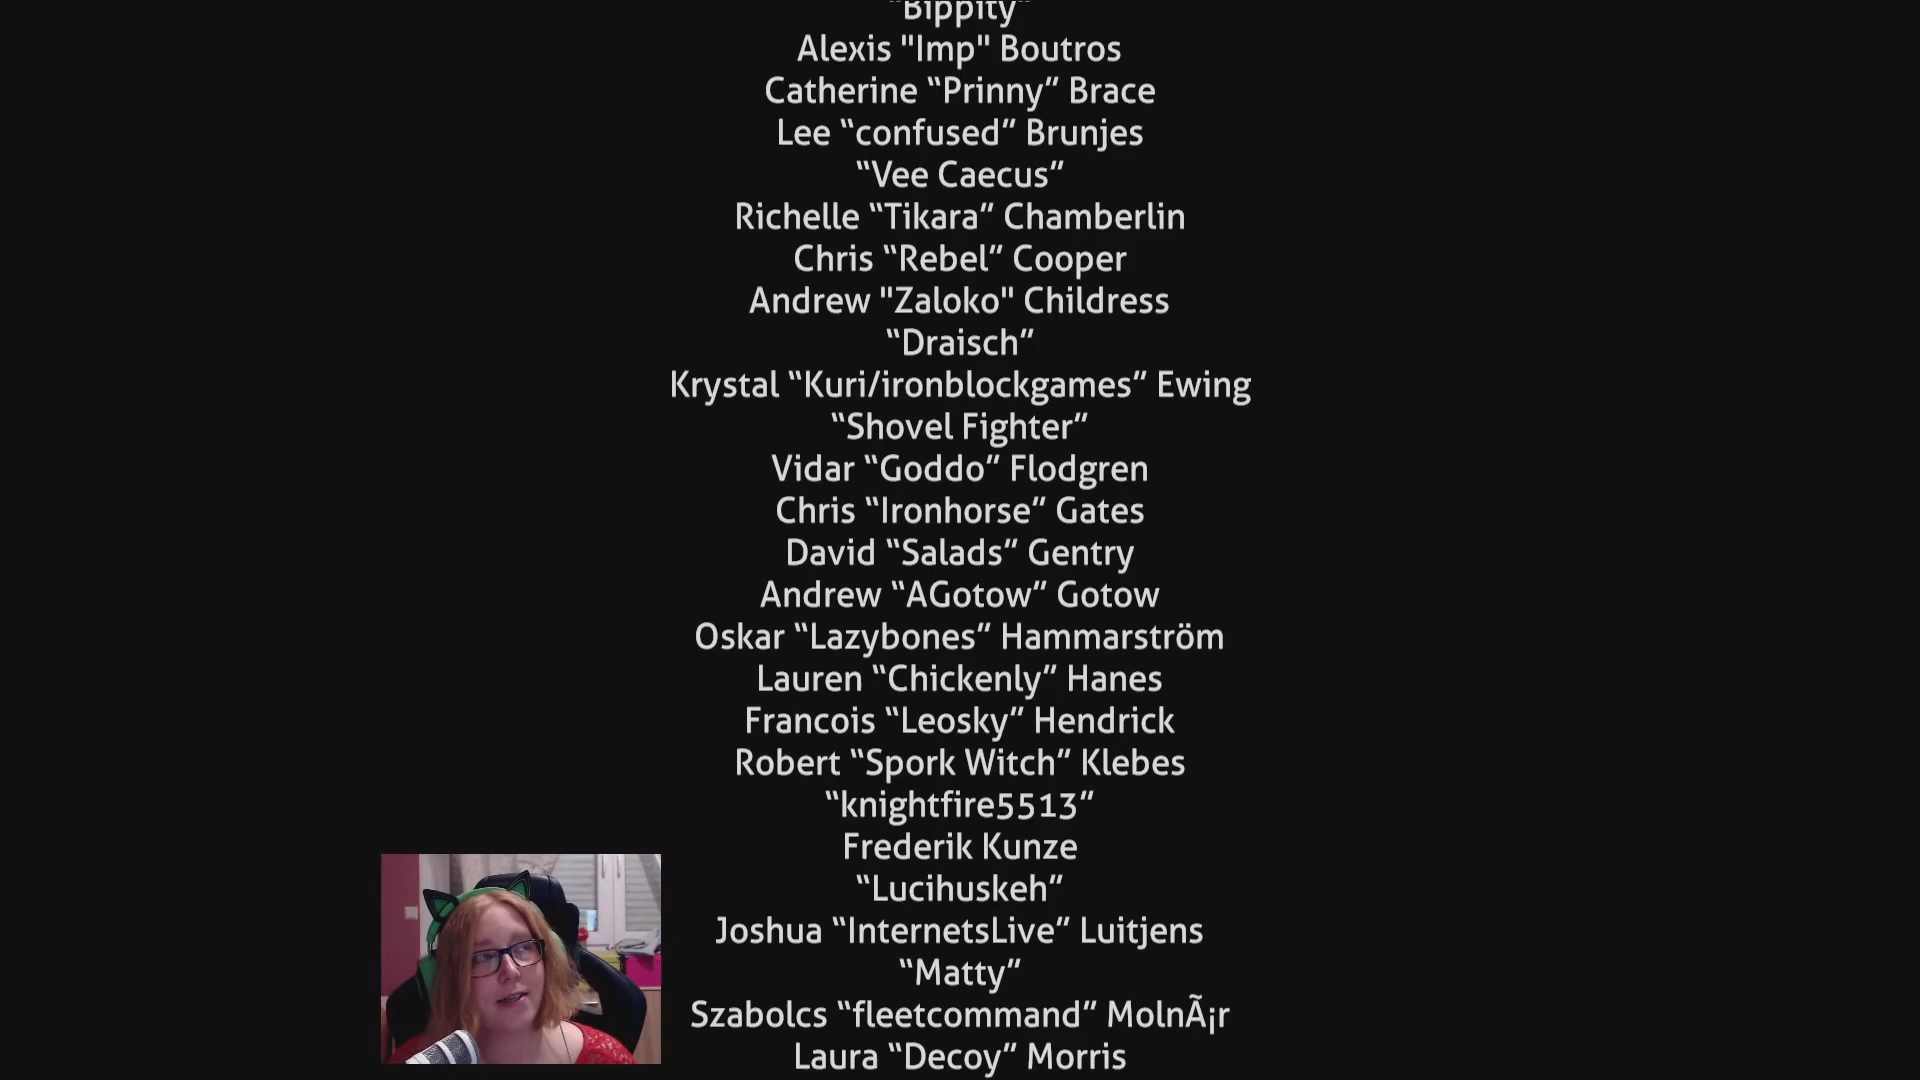 "Bippity"
Alexis "Imp" Boutros
Catherine “Prinny” Brace
Lee “confused” Brunjes
“Vee Caecus”
Richelle “Tikara” Chamberlin
Chris “Rebel” Cooper
Andrew "Zaloko" Childress
“Draisch”
Krystal “Kuri/ironblockgames” Ewing
“Shovel Fighter”
Vidar “Goddo” Flodgren
Chris “Ironhorse” Gates
David “Salads” Gentry
Andrew “AGotow” Gotow
Oskar “Lazybones” Hammarström
Lauren “Chickenly” Hanes
Francois “Leosky” Hendrick
Robert “Spork Witch” Klebes
“knightfire5513”
Frederik Kunze
“Lucihuskeh”
Joshua “InternetsLive” Luitjens
“Matty”
Szabolcs “fleetcommand” MolnÃ¡r
Laura “Decoy” Morris